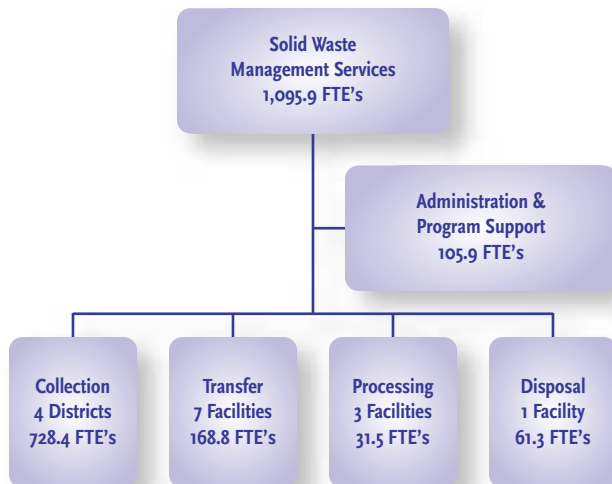 Solid Waste
Management Services
1,095.9 FTE's
Administration &
Program Support
105.9 FTE's
Collection
4 Districts
728.4 FTE's
Transfer
7 Facilities
168.8 FTE's
Processing
3 Facilities
31.5 FTE's
Disposal
1 Facility
61.3 FTE's